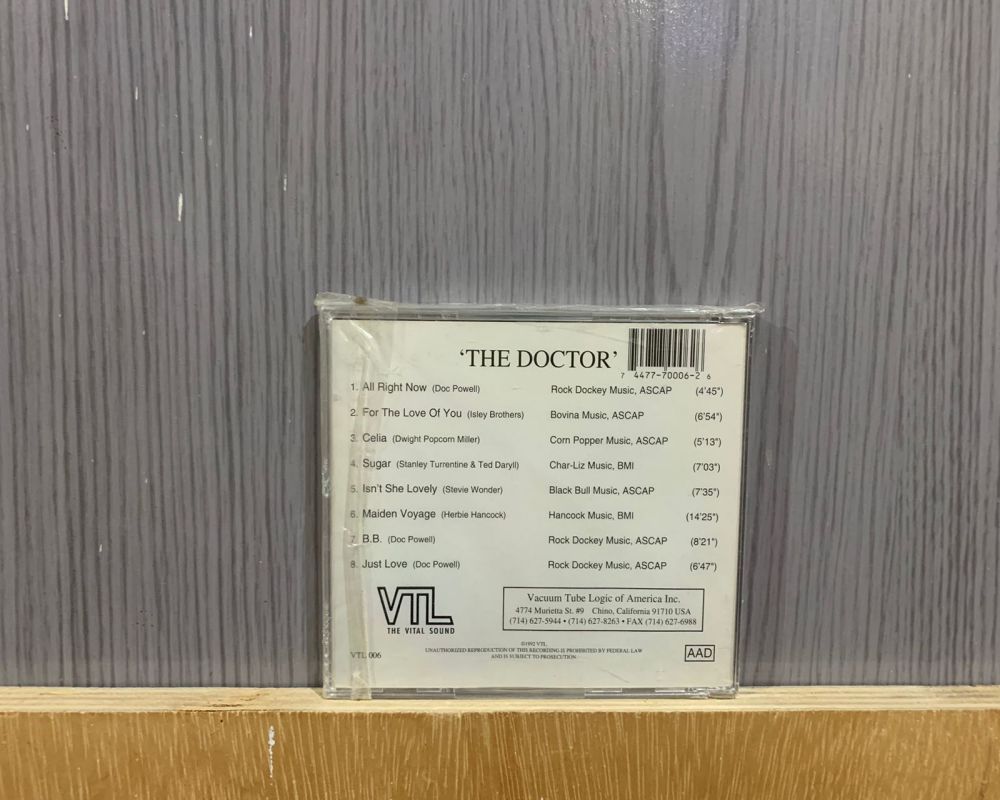 ‘THE DOCTOR’
7 4477-70006-2 6
1. All Right Now (Doc Powell) Rock Dockey Music, ASCAP (4'45")
2. For The Love Of You (Isley Brothers) Bovina Music, ASCAP (6'54")
3. Celia (Dwight Popcorn Miller) Corn Popper Music, ASCAP (5'13")
4. Sugar (Stanley Turrentine & Ted Daryll) Char-Liz Music, BMI (7'03")
5. Isn't She Lovely (Stevie Wonder) Black Bull Music, ASCAP (7'35")
6. Maiden Voyage (Herbie Hancock) Hancock Music, BMI (14'25")
7. B.B. (Doc Powell) Rock Dockey Music, ASCAP (8'21")
8. Just Love (Doc Powell) Rock Dockey Music, ASCAP (6'47")
VTL
THE VITAL SOUND
Vacuum Tube Logic of America Inc.
4774 Murietta St. #9 Chino, California 91710 USA
(714) 627-5944 • (714) 627-8263 • FAX (714) 627-6988
©1992 VTL
UNAUTHORIZED REPRODUCTION OF THIS RECORDING IS PROHIBITED BY FEDERAL LAW
AND IS SUBJECT TO PROSECUTION
VTL 006
AAD